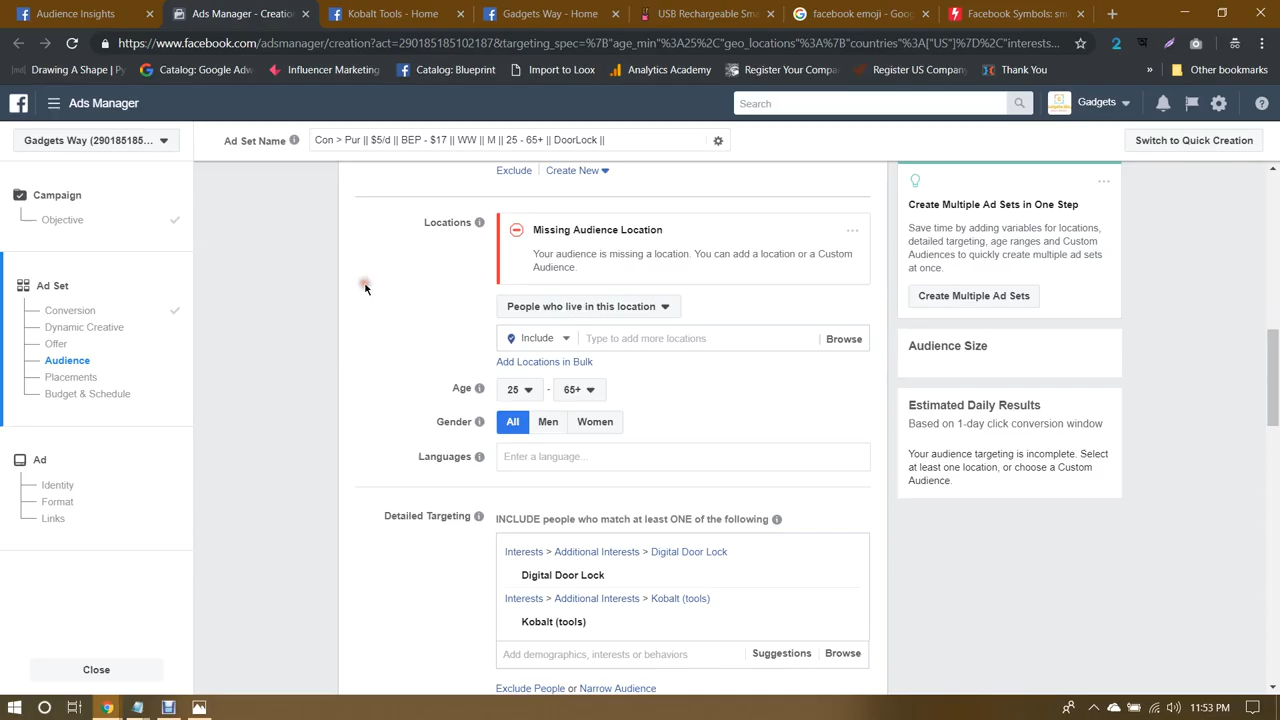 Audience Insights
Ads Manager - Creation
Kobalt Tools - Home
Gadgets Way - Home
USB Rechargeable Sma
facebook emoji - Goog
Facebook Symbols: sm
https://www.facebook.com/adsmanager/creation?act=290185185102187&targeting_spec=%7B"age_min"%3A25%2C"geo_locations"%3A%7B"countries"%3A["US"]%7D%2C"interests...
Drawing A Shape | Py
Catalog: Google Adw
Influencer Marketing
Catalog: Blueprint
Import to Loox
Analytics Academy
Register Your Compa
Register US Company
Thank You
»
Other bookmarks
Ads Manager
Search
Gadgets
Gadgets Way (290185185...
Ad Set Name
Con > Pur || $5/d || BEP - $17 || WW || M || 25 - 65+ || DoorLock ||
Switch to Quick Creation
Campaign
Objective
Ad Set
Conversion
Dynamic Creative
Offer
Audience
Placements
Budget & Schedule
Ad
Identity
Format
Links
Close
Exclude | Create New
Locations
Missing Audience Location
Your audience is missing a location. You can add a location or a Custom
Audience.
People who live in this location
Include
Type to add more locations
Browse
Add Locations in Bulk
Age
25 - 65+
Gender
All Men Women
Languages
Enter a language...
Detailed Targeting
INCLUDE people who match at least ONE of the following
Interests > Additional Interests > Digital Door Lock
Digital Door Lock
Interests > Additional Interests > Kobalt (tools)
Kobalt (tools)
Add demographics, interests or behaviors
Suggestions
Browse
Exclude People or Narrow Audience
Create Multiple Ad Sets in One Step
Save time by adding variables for locations,
detailed targeting, age ranges and Custom
Audiences to quickly create multiple ad sets
at once.
Create Multiple Ad Sets
Audience Size
Estimated Daily Results
Based on 1-day click conversion window
Your audience targeting is incomplete. Select
at least one location, or choose a Custom
Audience.
11:53 PM